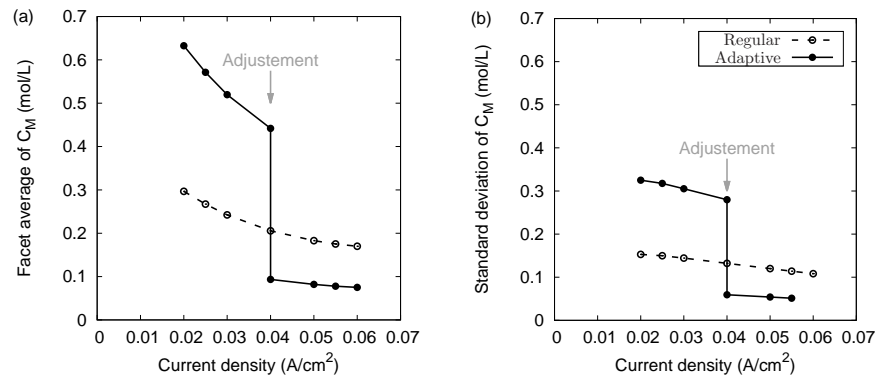 (a)
Facet average of C_M (mol/L)
0.7
0.6
0.5
0.4
0.3
0.2
0.1
0
Adjustement
0 0.01 0.02 0.03 0.04 0.05 0.06 0.07
Current density (A/cm²)
(b)
Standard deviation of C_M (mol/L)
0.7
0.6
0.5
0.4
0.3
0.2
0.1
0
Regular
Adaptive
Adjustement
0 0.01 0.02 0.03 0.04 0.05 0.06 0.07
Current density (A/cm²)